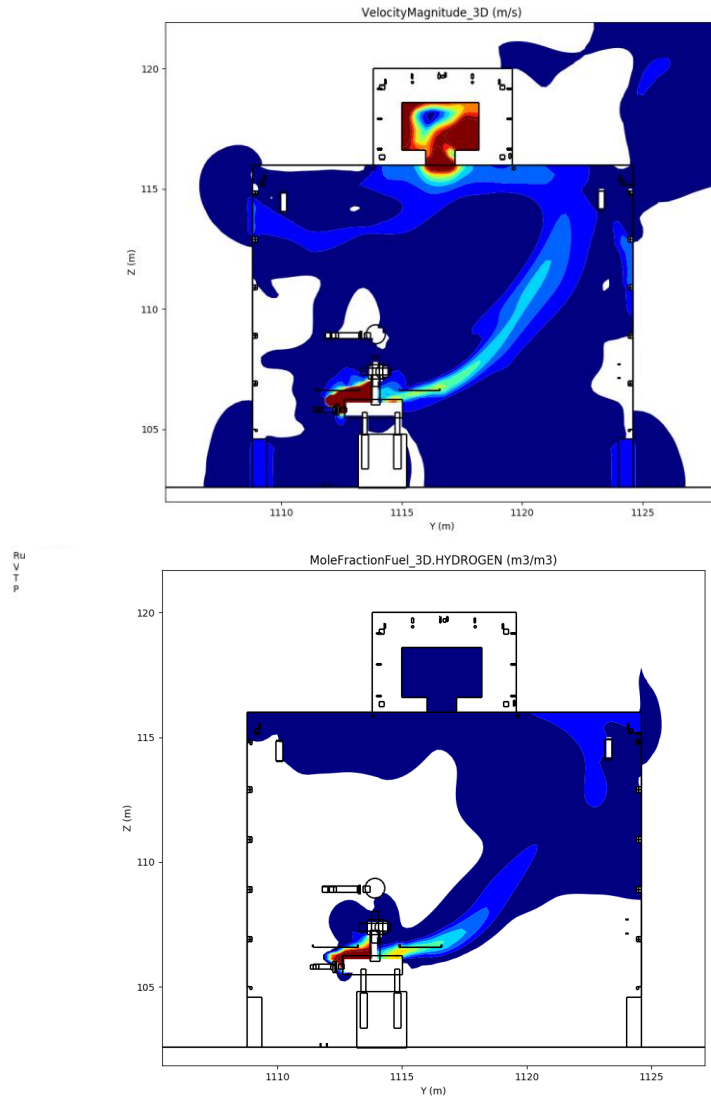 VelocityMagnitude_3D (m/s)
120
115
110
105
Z (m)
1110 1115 1120 1125
Y (m)
Ru
V
T
P
MoleFractionFuel_3D.HYDROGEN (m3/m3)
120
115
110
105
Z (m)
1110 1115 1120 1125
Y (m)